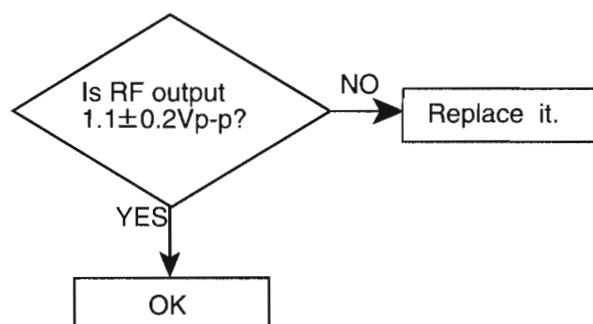 Is RF output
1.1±0.2Vp-p?
NO
Replace it.
YES
OK